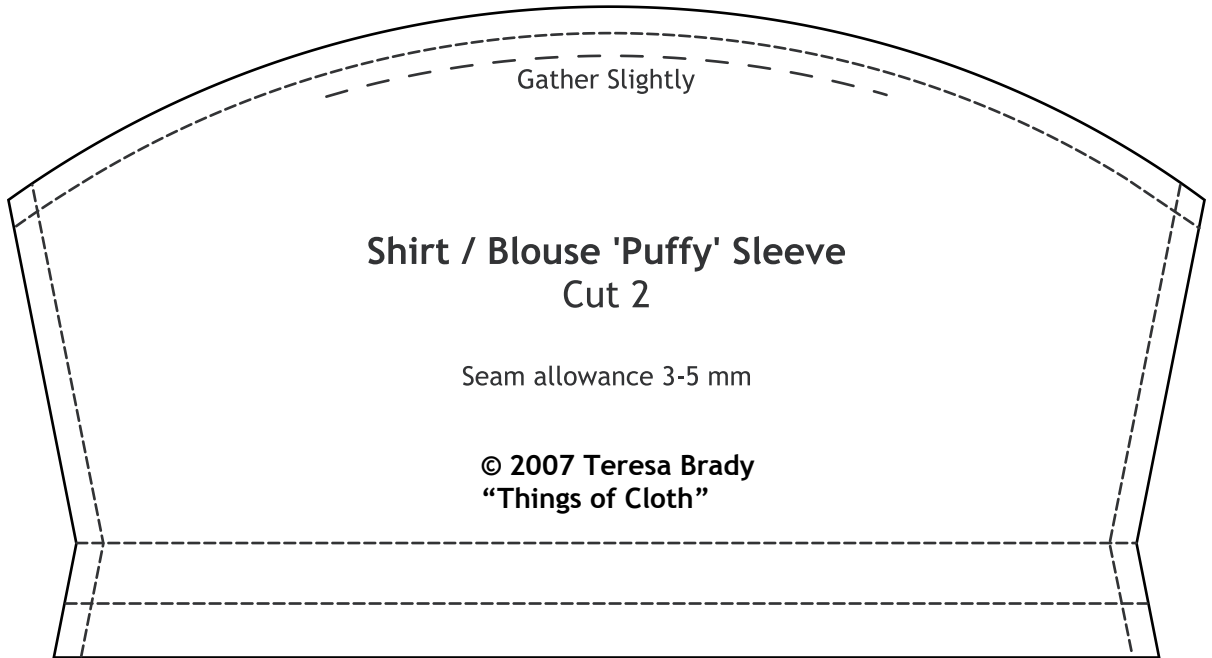 Gather Slightly
Shirt / Blouse 'Puffy' Sleeve
Cut 2
Seam allowance 3-5 mm
© 2007 Teresa Brady
“Things of Cloth”